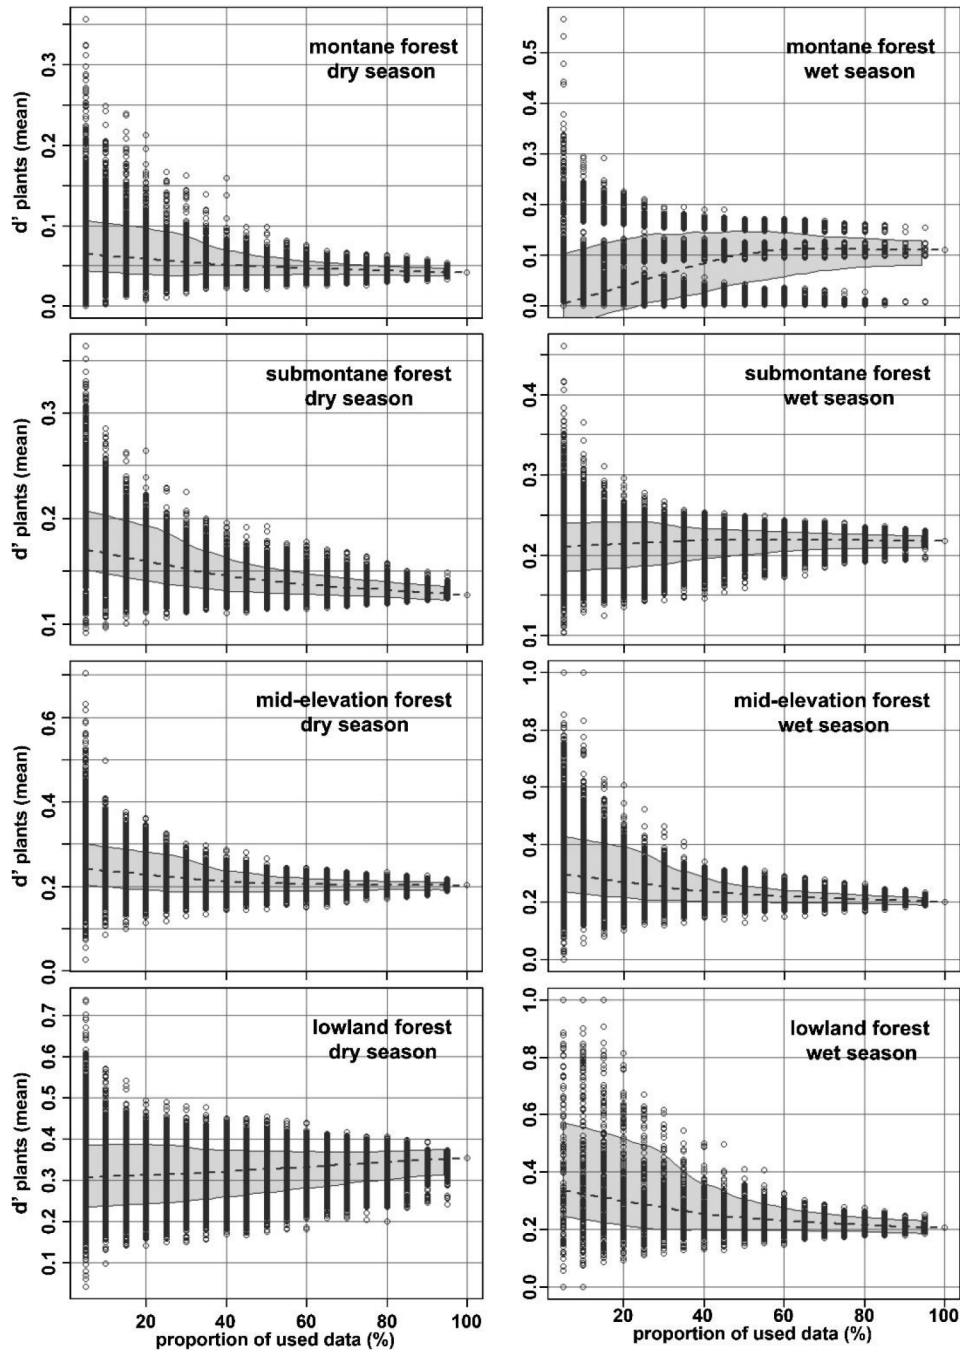 montane forest
dry season
d' plants (mean)
0.0
0.1
0.2
0.3
montane forest
wet season
0.0
0.1
0.2
0.3
0.4
0.5
submontane forest
dry season
d' plants (mean)
0.1
0.2
0.3
submontane forest
wet season
0.1
0.2
0.3
0.4
mid-elevation forest
dry season
d' plants (mean)
0.0
0.2
0.4
0.6
mid-elevation forest
wet season
0.0
0.2
0.4
0.6
0.8
1.0
lowland forest
dry season
d' plants (mean)
0.1
0.2
0.3
0.4
0.5
0.6
0.7
20 40 60 80 100
proportion of used data (%)
lowland forest
wet season
0.0
0.2
0.4
0.6
0.8
1.0
20 40 60 80 100
proportion of used data (%)